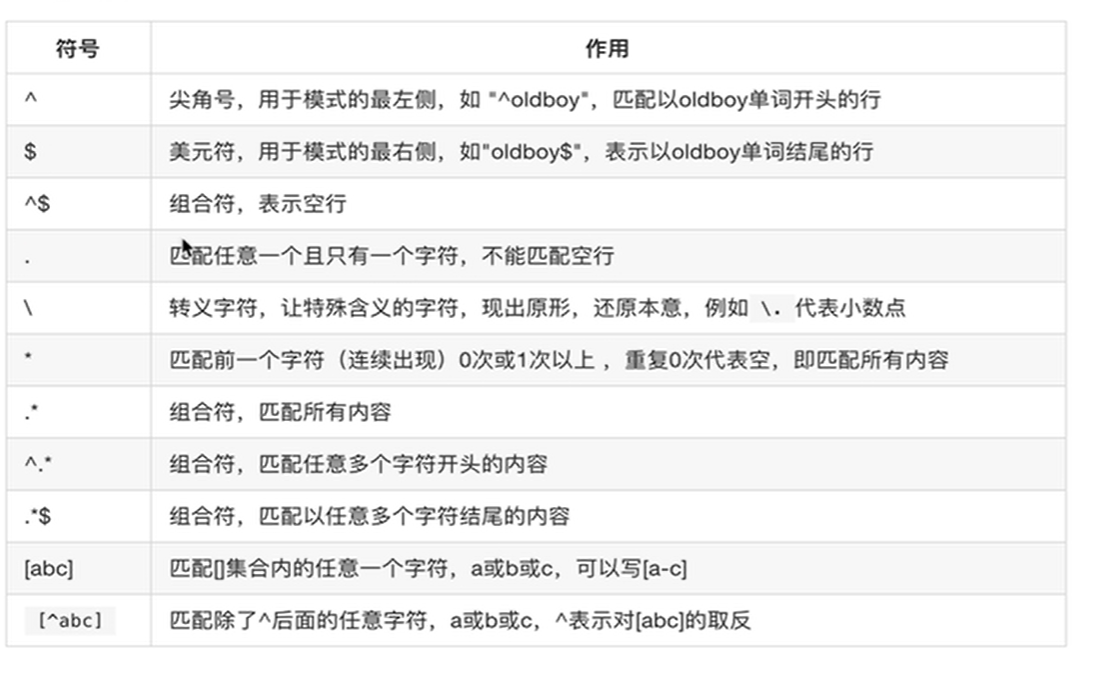 符号 作用
^ 尖角号，用于模式的最左侧，如 "^oldboy"，匹配以oldboy单词开头的行
$ 美元符，用于模式的最右侧，如"oldboy$"，表示以oldboy单词结尾的行
^$ 组合符，表示空行
. 匹配任意一个且只有一个字符，不能匹配空行
\ 转义字符，让特殊含义的字符，现出原形，还原本意，例如 \. 代表小数点
* 匹配前一个字符（连续出现）0次或1次以上 ，重复0次代表空，即匹配所有内容
.* 组合符，匹配所有内容
^.* 组合符，匹配任意多个字符开头的内容
.*$ 组合符，匹配以任意多个字符结尾的内容
[abc] 匹配[]集合内的任意一个字符，a或b或c，可以写[a-c]
[^abc] 匹配除了^后面的任意字符，a或b或c，^表示对[abc]的取反